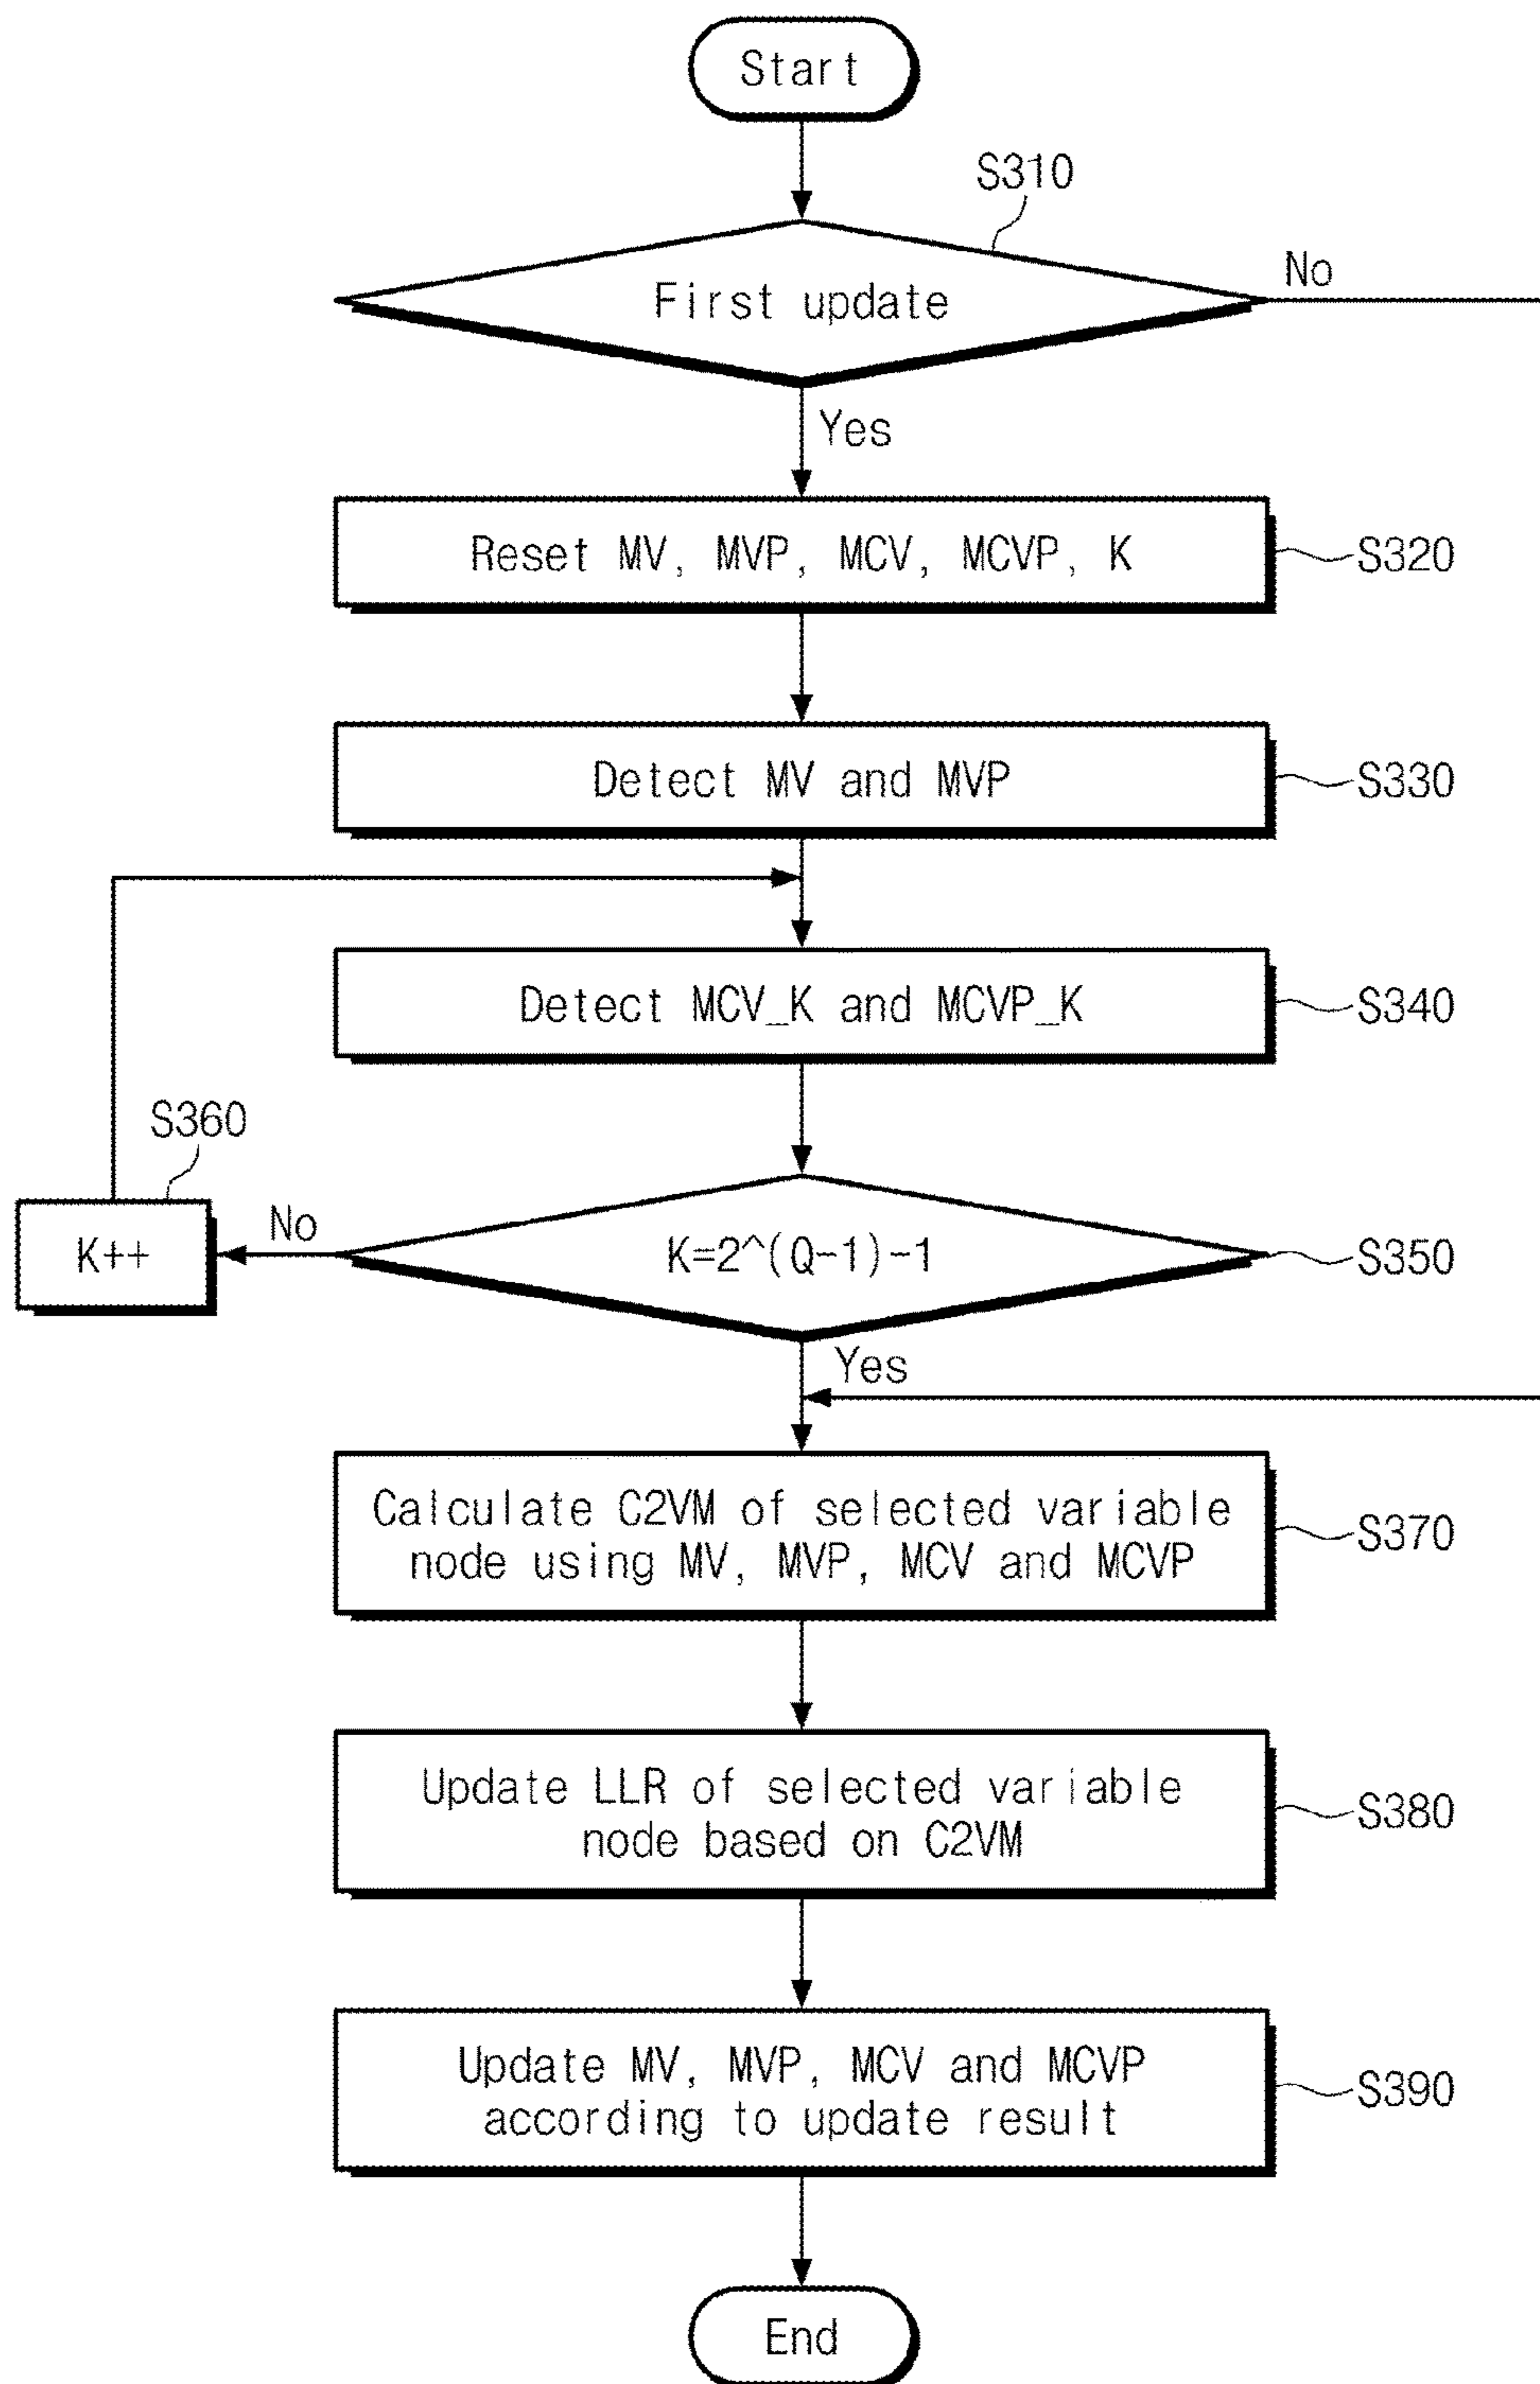 Start
S310
First update
No
Yes
Reset MV, MVP, MCV, MCVP, K
S320
Detect MV and MVP
S330
Detect MCV_K and MCVP_K
S340
S360
K++
No
K=2^(Q-1)-1
S350
Yes
Calculate C2VM of selected variable
node using MV, MVP, MCV and MCVP
S370
Update LLR of selected variable
node based on C2VM
S380
Update MV, MVP, MCV and MCVP
according to update result
S390
End